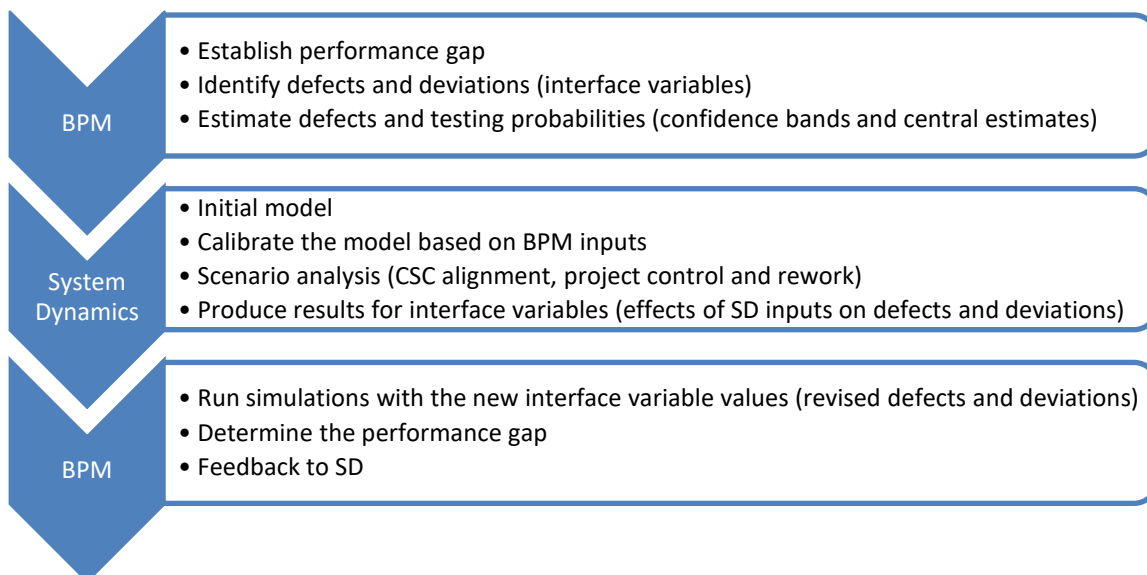 BPM
• Establish performance gap
• Identify defects and deviations (interface variables)
• Estimate defects and testing probabilities (confidence bands and central estimates)
System
Dynamics
• Initial model
• Calibrate the model based on BPM inputs
• Scenario analysis (CSC alignment, project control and rework)
• Produce results for interface variables (effects of SD inputs on defects and deviations)
BPM
• Run simulations with the new interface variable values (revised defects and deviations)
• Determine the performance gap
• Feedback to SD